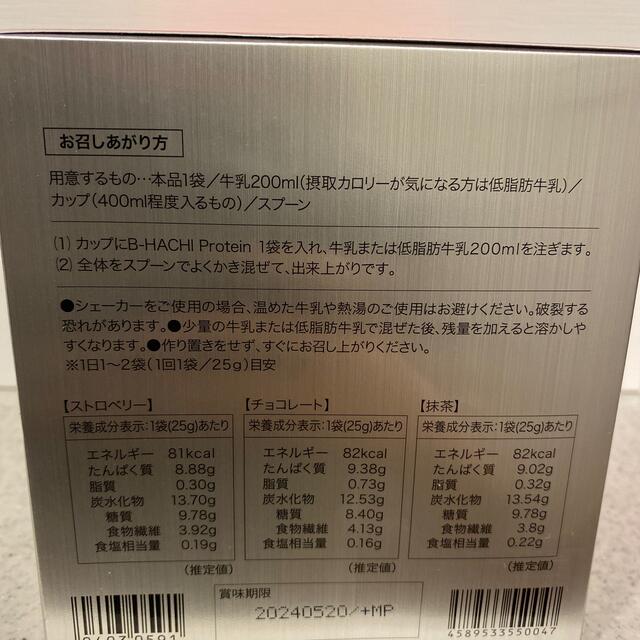 お召しあがり方
用意するもの…本品1袋／牛乳200ml（摂取カロリーが気になる方は低脂肪牛乳）／
カップ（400ml程度入るもの）／スプーン
(1) カップにB-HACHI Protein 1袋を入れ、牛乳または低脂肪牛乳200mlを注ぎます。
(2) 全体をスプーンでよくかき混ぜて、出来上がりです。
●シェーカーをご使用の場合、温めた牛乳や熱湯のご使用はお避けください。破裂する
恐れがあります。●少量の牛乳または低脂肪牛乳で混ぜた後、残量を加えると溶かしや
すくなります。●作り置きをせず、すぐにお召し上がりください。
※1日1〜2袋（1回1袋／25g）目安
【ストロベリー】
栄養成分表示：1袋(25g)あたり
エネルギー 81kcal
たんぱく質 8.88g
脂質 0.30g
炭水化物 13.70g
糖質 9.78g
食物繊維 3.92g
食塩相当量 0.19g
（推定値）
【チョコレート】
栄養成分表示：1袋(25g)あたり
エネルギー 82kcal
たんぱく質 9.38g
脂質 0.73g
炭水化物 12.53g
糖質 8.40g
食物繊維 4.13g
食塩相当量 0.16g
（推定値）
【抹茶】
栄養成分表示：1袋(25g)あたり
エネルギー 82kcal
たんぱく質 9.02g
脂質 0.32g
炭水化物 13.54g
糖質 9.78g
食物繊維 3.8g
食塩相当量 0.22g
（推定値）
賞味期限
20240520/+MP
4589533550047